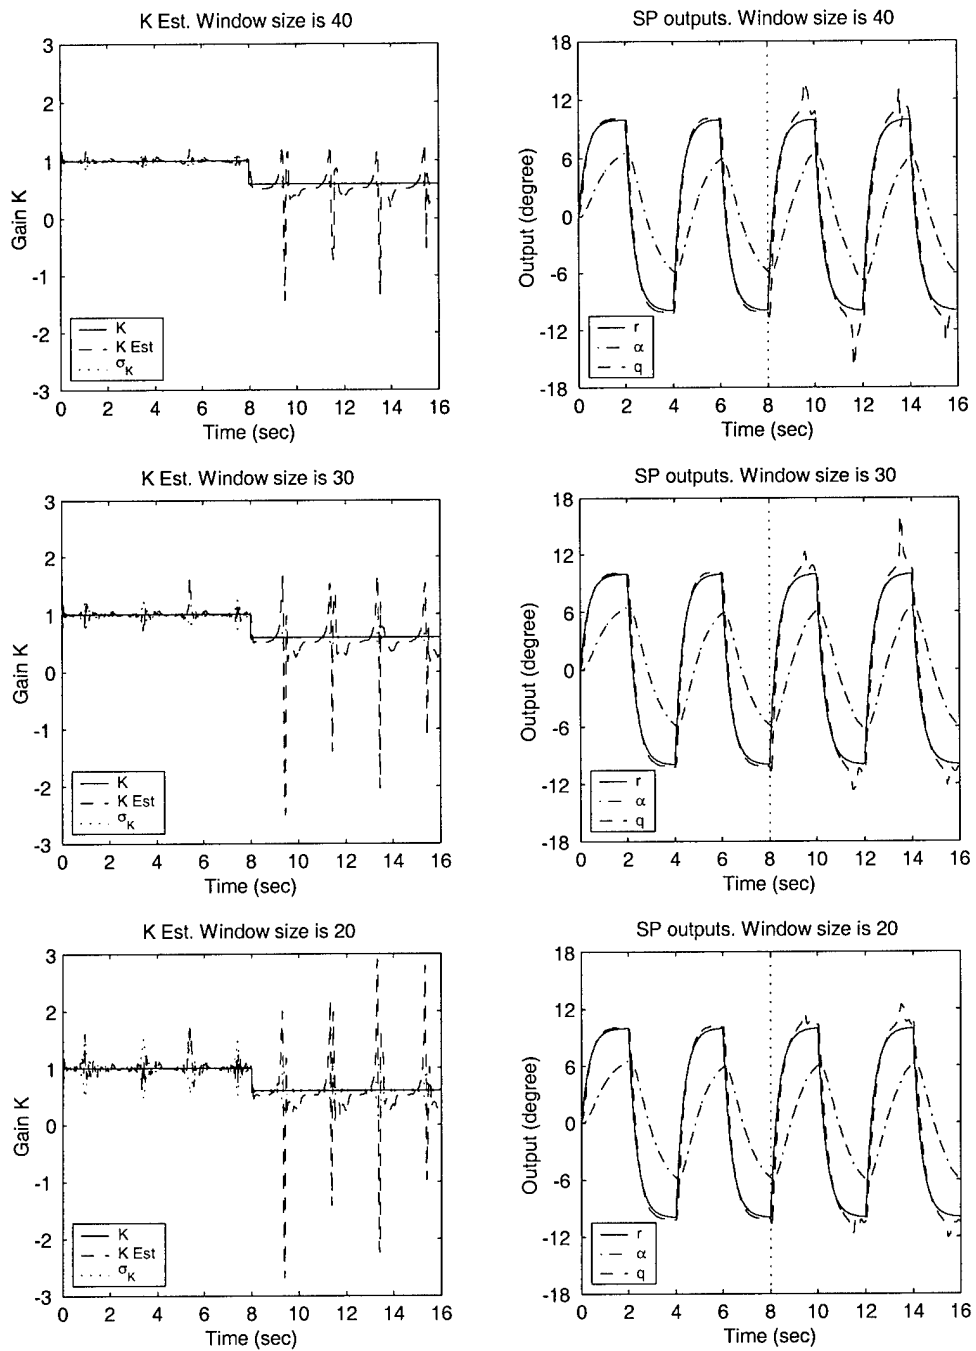 K Est. Window size is 40
3
2
1
0
-1
-2
-3
Gain K
K
K Est
σK
0 2 4 6 8 10 12 14 16
Time (sec)
SP outputs. Window size is 40
18
12
6
0
-6
-12
-18
Output (degree)
r
α
q
0 2 4 6 8 10 12 14 16
Time (sec)
K Est. Window size is 30
3
2
1
0
-1
-2
-3
Gain K
K
K Est
σK
0 2 4 6 8 10 12 14 16
Time (sec)
SP outputs. Window size is 30
18
12
6
0
-6
-12
-18
Output (degree)
r
α
q
0 2 4 6 8 10 12 14 16
Time (sec)
K Est. Window size is 20
3
2
1
0
-1
-2
-3
Gain K
K
K Est
σK
0 2 4 6 8 10 12 14 16
Time (sec)
SP outputs. Window size is 20
18
12
6
0
-6
-12
-18
Output (degree)
r
α
q
0 2 4 6 8 10 12 14 16
Time (sec)